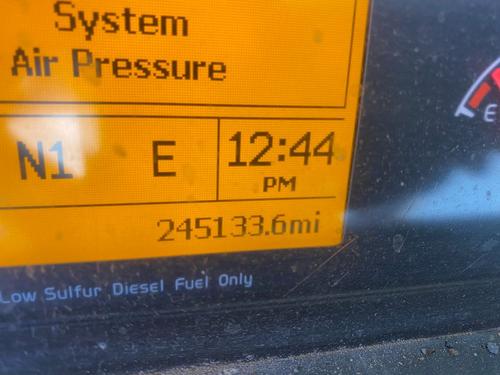 System
Air Pressure
N1 E 12:44
PM
245133.6mi
Low Sulfur Diesel Fuel Only
E